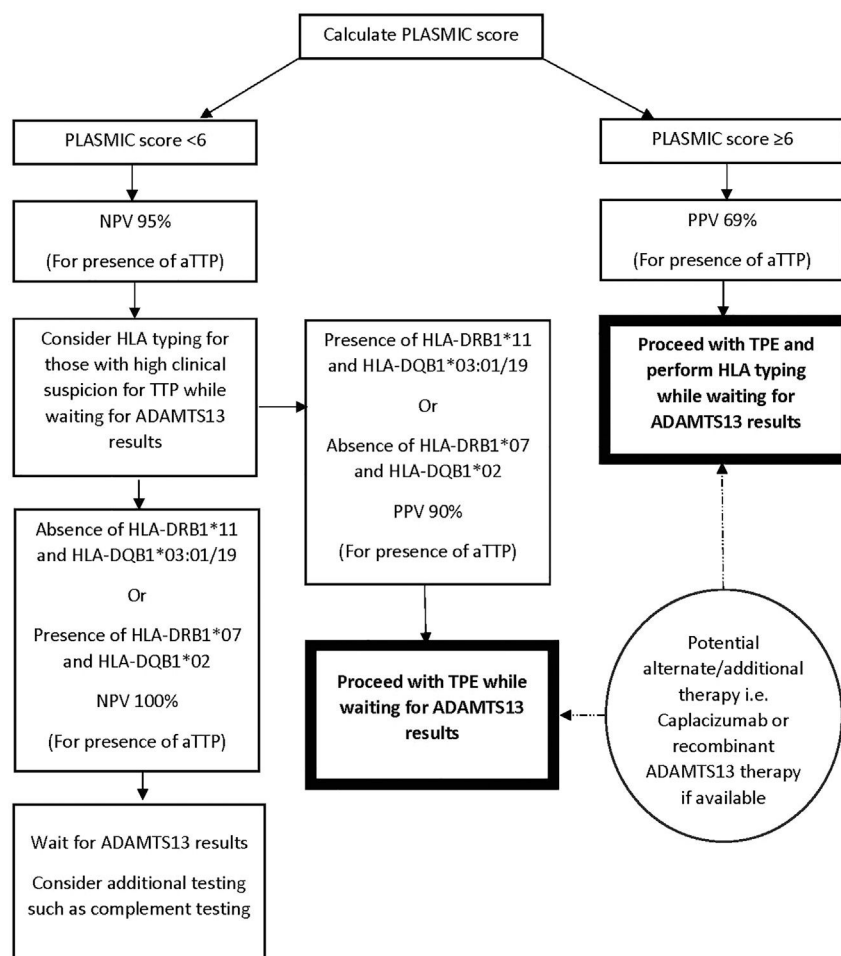 Calculate PLASMIC score
PLASMIC score <6
PLASMIC score ≥6
NPV 95%
(For presence of aTTP)
PPV 69%
(For presence of aTTP)
Consider HLA typing for
those with high clinical
suspicion for TTP while
waiting for ADAMTS13
results
Presence of HLA-DRB1*11
and HLA-DQB1*03:01/19
Or
Absence of HLA-DRB1*07
and HLA-DQB1*02
PPV 90%
(For presence of aTTP)
Proceed with TPE and
perform HLA typing
while waiting for
ADAMTS13 results
Absence of HLA-DRB1*11
and HLA-DQB1*03:01/19
Or
Presence of HLA-DRB1*07
and HLA-DQB1*02
NPV 100%
(For presence of aTTP)
Proceed with TPE while
waiting for ADAMTS13
results
Potential
alternate/additional
therapy i.e.
Caplacizumab or
recombinant
ADAMTS13 therapy
if available
Wait for ADAMTS13 results
Consider additional testing
such as complement testing